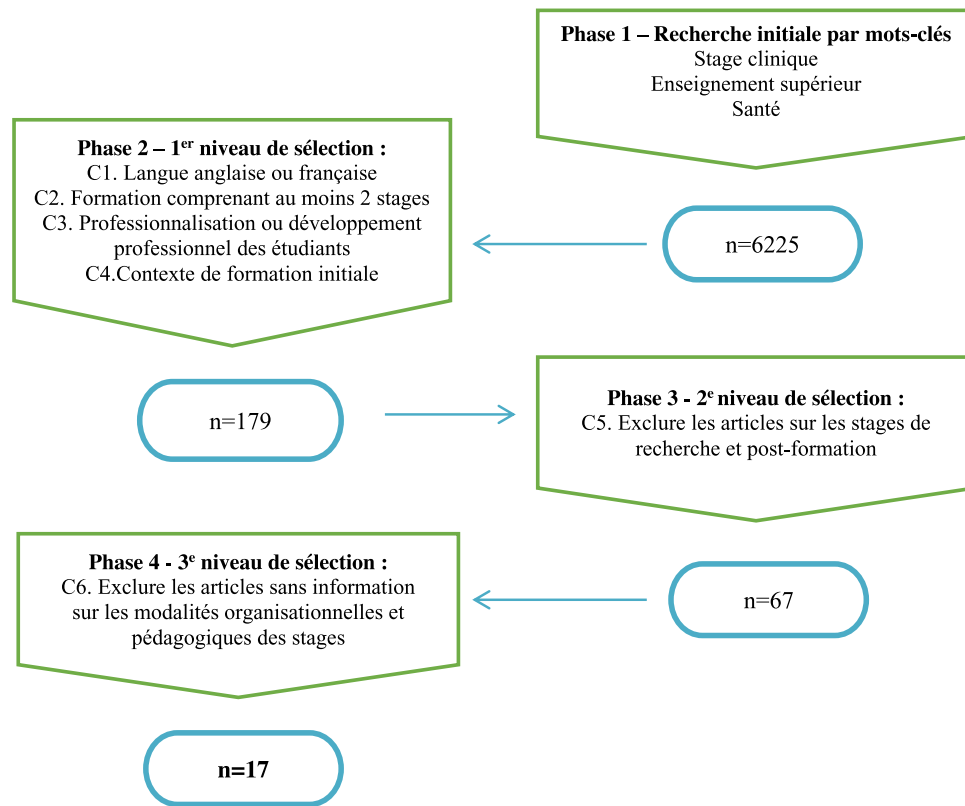 Phase 1 – Recherche initiale par mots-clés
Stage clinique
Enseignement supérieur
Santé
n=6225
Phase 2 – 1er niveau de sélection :
C1. Langue anglaise ou française
C2. Formation comprenant au moins 2 stages
C3. Professionnalisation ou développement
professionnel des étudiants
C4.Contexte de formation initiale
n=179
Phase 3 - 2e niveau de sélection :
C5. Exclure les articles sur les stages de
recherche et post-formation
n=67
Phase 4 - 3e niveau de sélection :
C6. Exclure les articles sans information
sur les modalités organisationnelles et
pédagogiques des stages
n=17